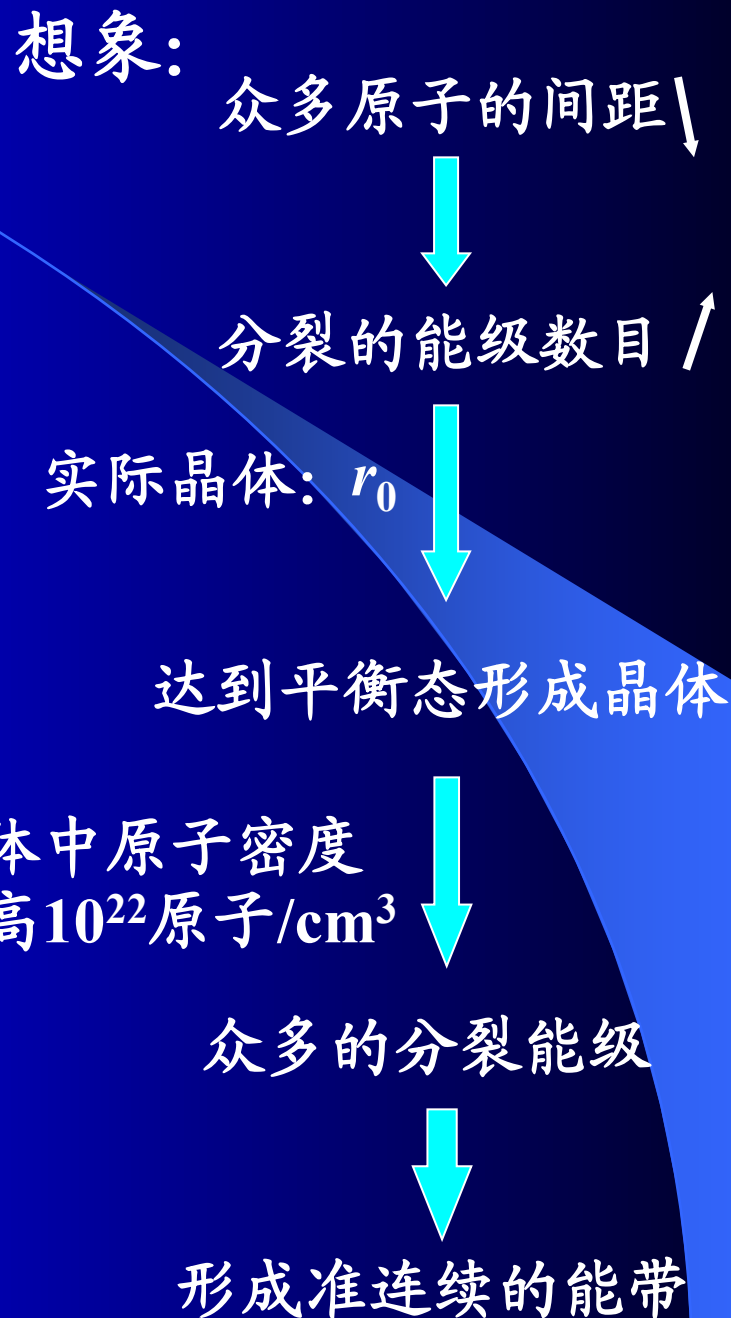 想象：
众多原子的间距
分裂的能级数目
实际晶体：r₀
达到平衡态形成晶体
体中原子密度
高10²²原子/cm³
众多的分裂能级
形成准连续的能带